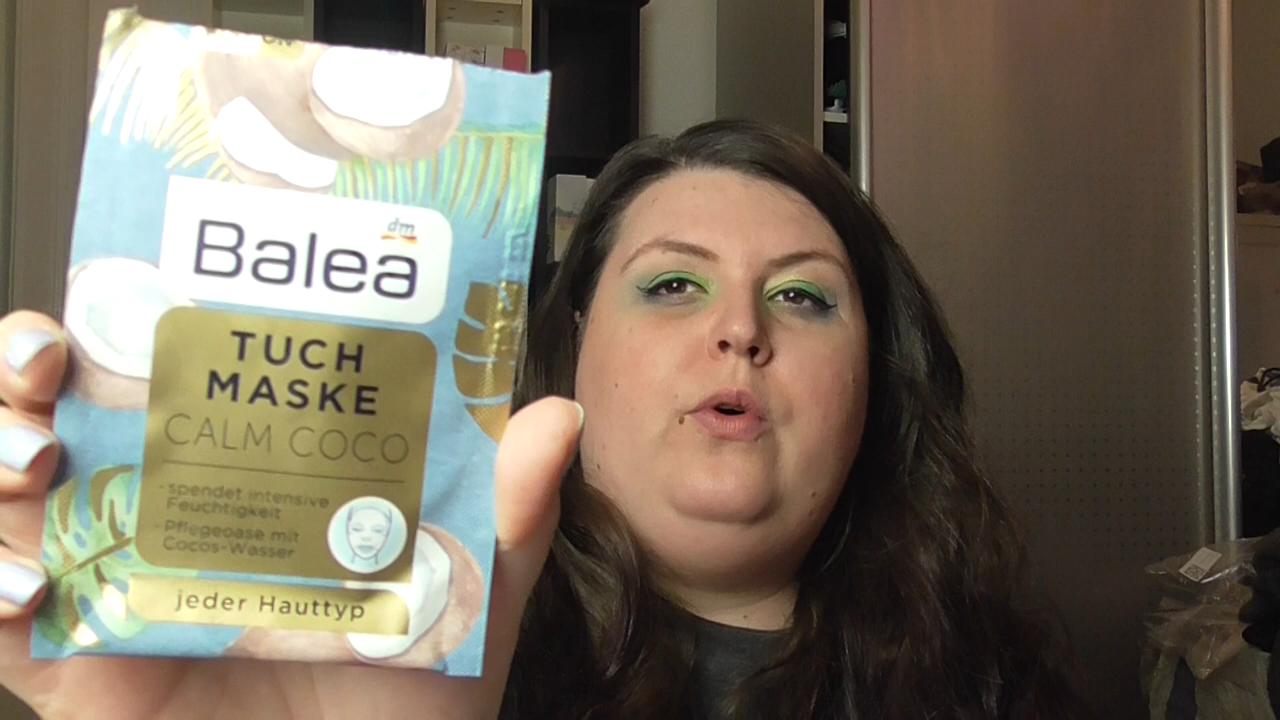 dm
Balea
TUCH
MASKE
CALM COCO
- spendet intensive
Feuchtigkeit
- Pflegeoase mit
Cocos-Wasser
jeder Hauttyp